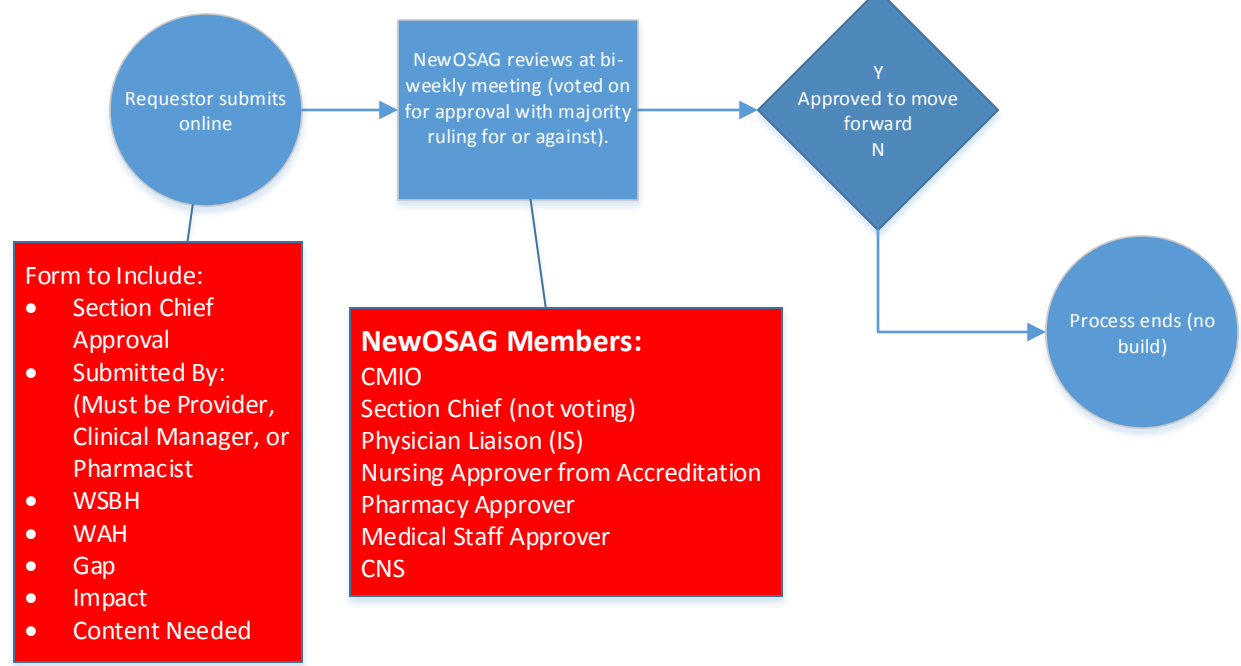 Requestor submits
online
NewOSAG reviews at bi-
weekly meeting (voted on
for approval with majority
ruling for or against).
Y
Approved to move
forward
N
Process ends (no
build)
Form to Include:
• Section Chief
Approval
• Submitted By:
(Must be Provider,
Clinical Manager, or
Pharmacist
• WSBH
• WAH
• Gap
• Impact
• Content Needed
NewOSAG Members:
CMIO
Section Chief (not voting)
Physician Liaison (IS)
Nursing Approver from Accreditation
Pharmacy Approver
Medical Staff Approver
CNS